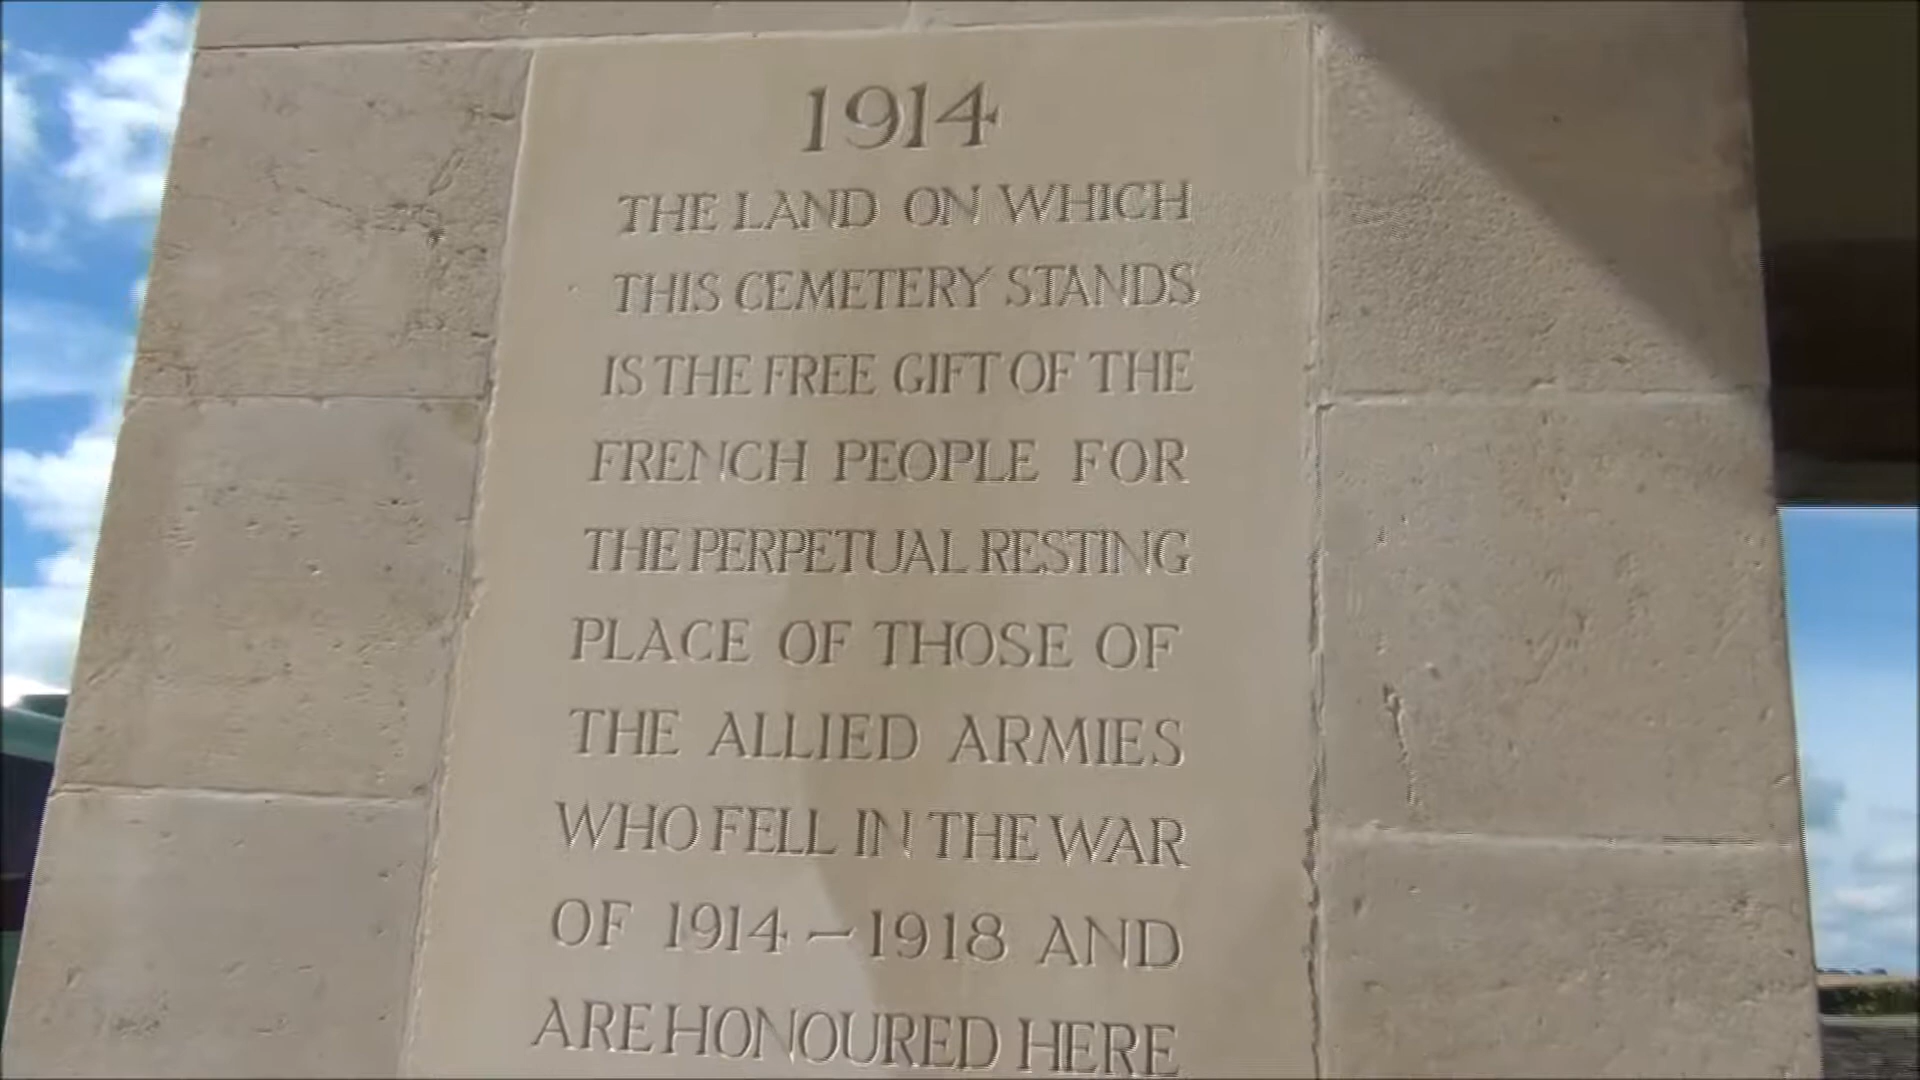 1914
THE LAND ON WHICH
THIS CEMETERY STANDS
IS THE FREE GIFT OF THE
FRENCH PEOPLE FOR
THE PERPETUAL RESTING
PLACE OF THOSE OF
THE ALLIED ARMIES
WHO FELL IN THE WAR
OF 1914 – 1918 AND
ARE HONOURED HERE